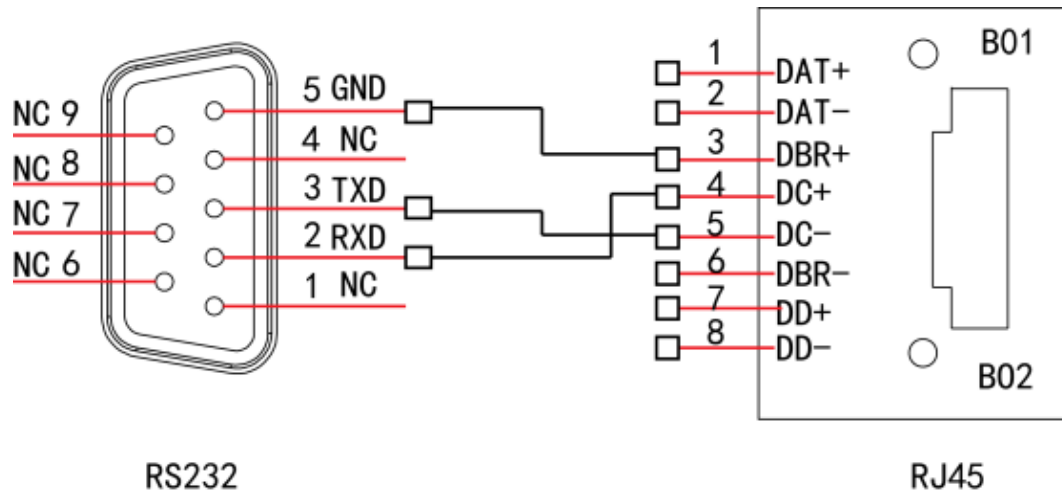 NC 9
NC 8
NC 7
NC 6
5 GND
4 NC
3 TXD
2 RXD
1 NC
RS232
1 DAT+
2 DAT-
3 DBR+
4 DC+
5 DC-
6 DBR-
7 DD+
8 DD-
B01
B02
RJ45